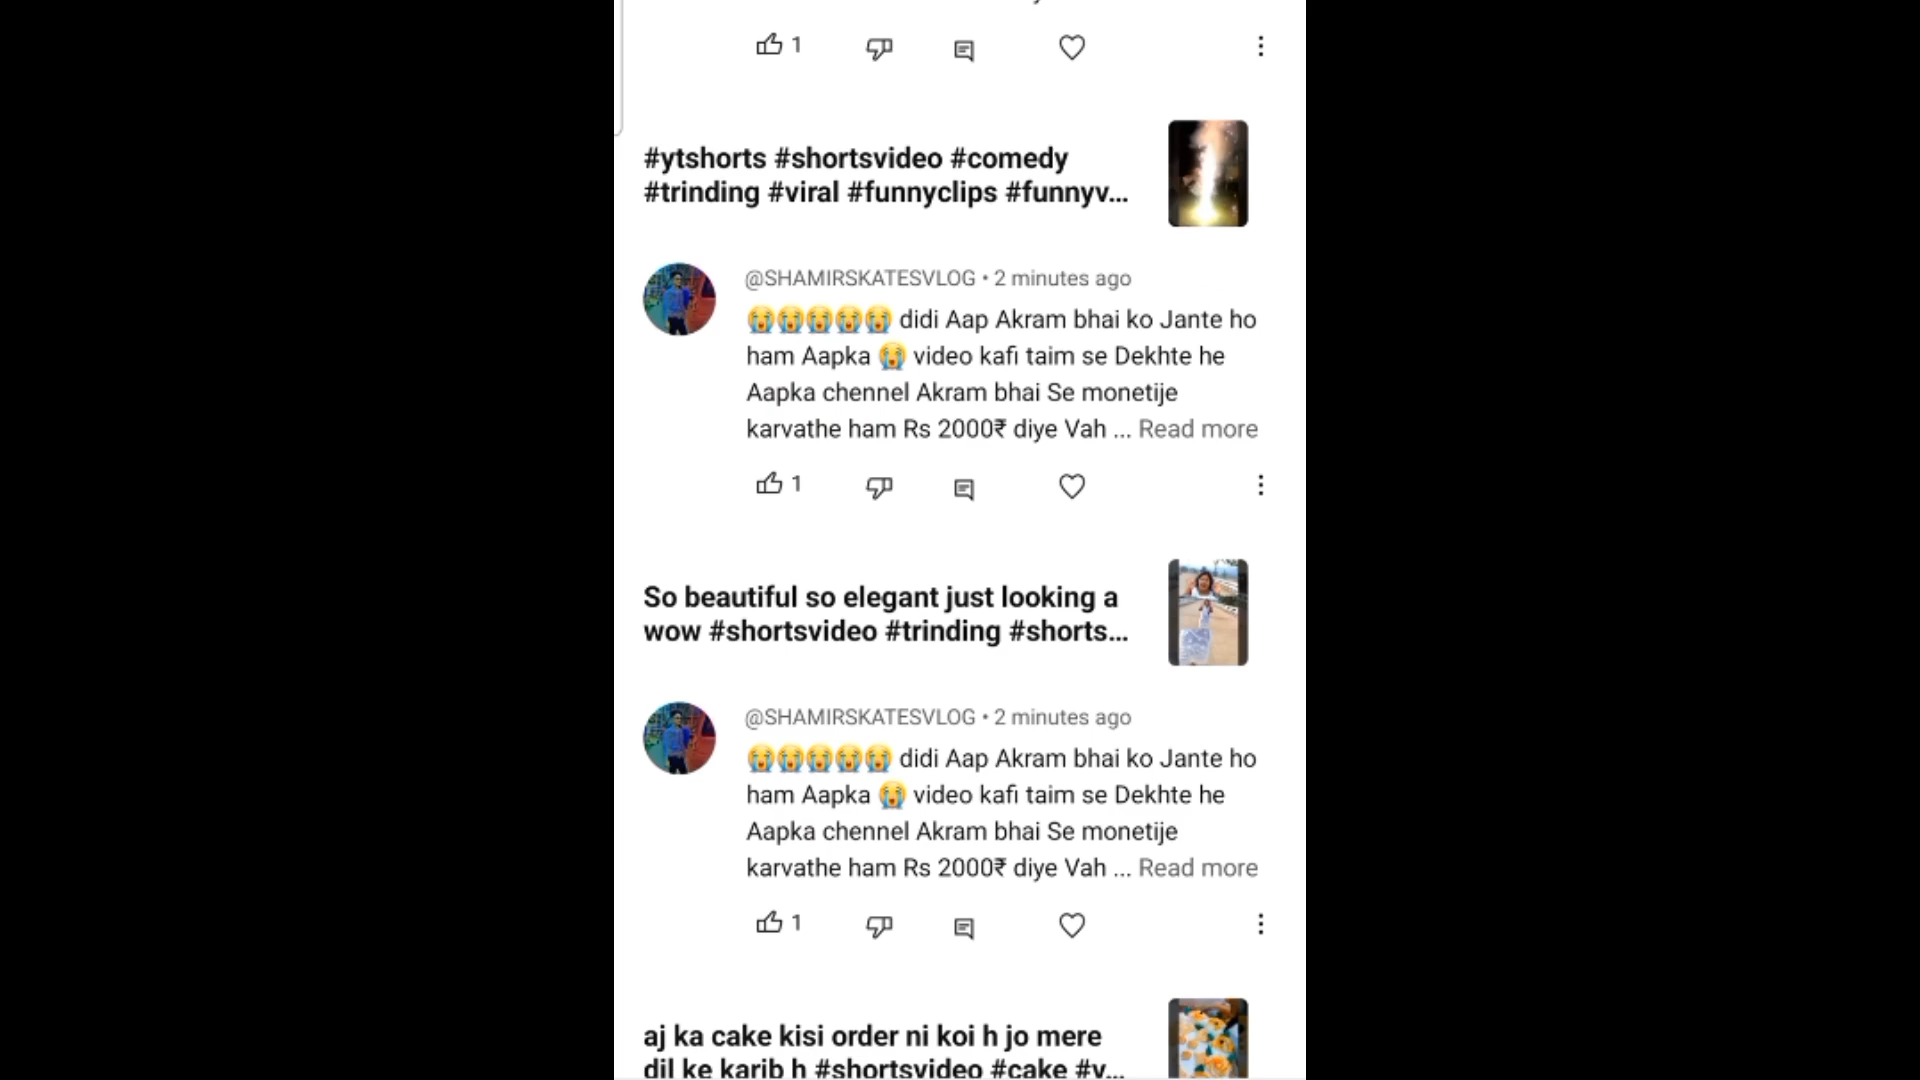 1
#ytshorts #shortsvideo #comedy
#trinding #viral #funnyclips #funnyv...
@SHAMIRSKATESVLOG • 2 minutes ago
😭😭😭😭😭 didi Aap Akram bhai ko Jante ho
ham Aapka 😭 video kafi taim se Dekhte he
Aapka chennel Akram bhai Se monetije
karvathe ham Rs 2000₹ diye Vah ... Read more
1
So beautiful so elegant just looking a
wow #shortsvideo #trinding #shorts...
@SHAMIRSKATESVLOG • 2 minutes ago
😭😭😭😭😭 didi Aap Akram bhai ko Jante ho
ham Aapka 😭 video kafi taim se Dekhte he
Aapka chennel Akram bhai Se monetije
karvathe ham Rs 2000₹ diye Vah ... Read more
1
aj ka cake kisi order ni koi h jo mere
dil ke karib h #shortsvideo #cake #v...